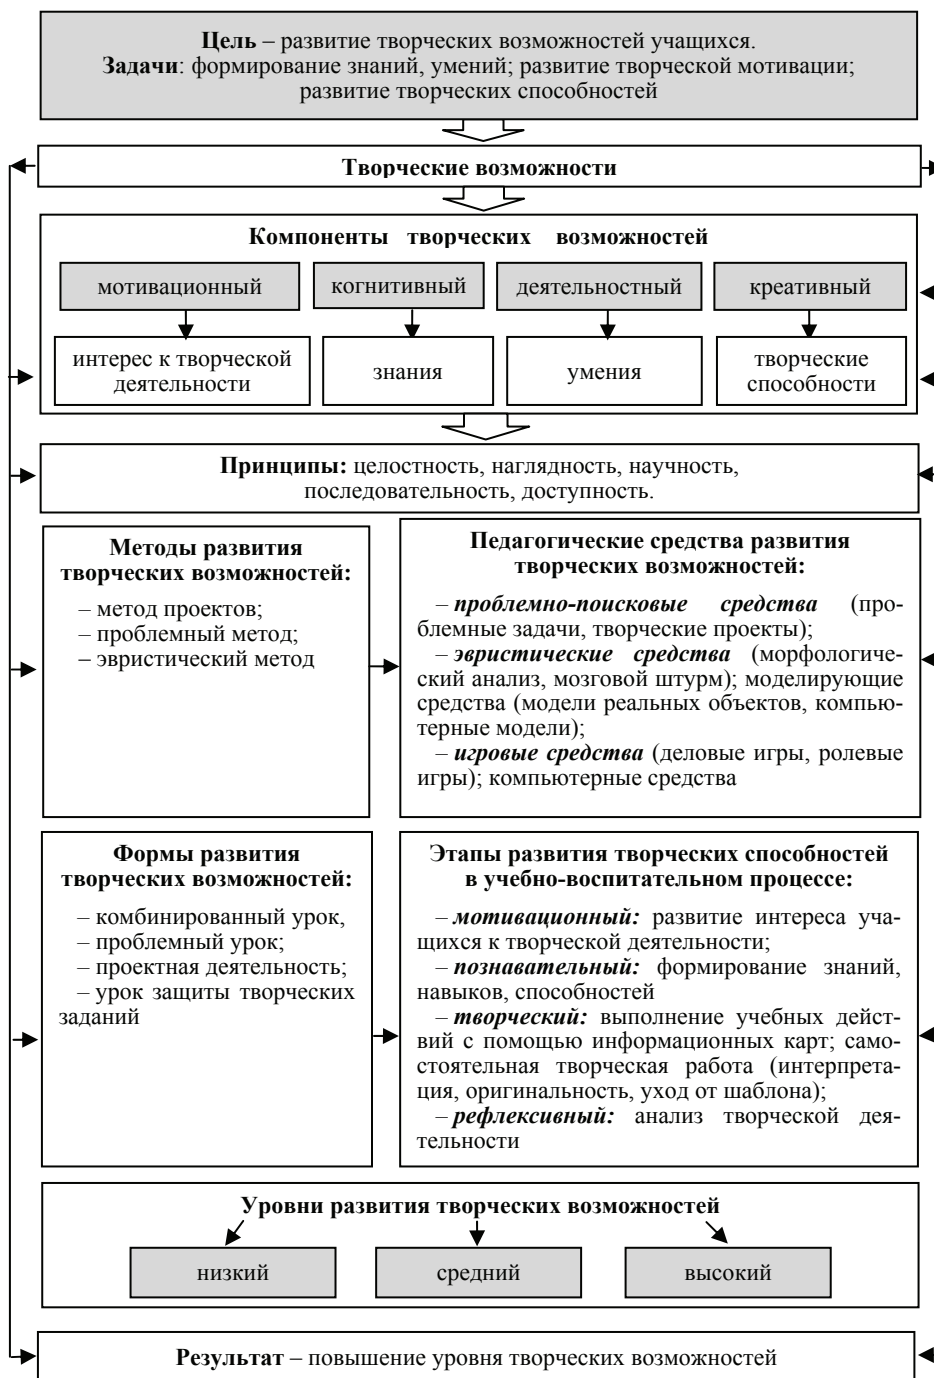 Цель – развитие творческих возможностей учащихся.
Задачи: формирование знаний, умений; развитие творческой мотивации;
развитие творческих способностей
Творческие возможности
Компоненты творческих возможностей
мотивационный
когнитивный
деятельностный
креативный
интерес к творческой
деятельности
знания
умения
творческие
способности
Принципы: целостность, наглядность, научность,
последовательность, доступность.
Методы развития
творческих возможностей:
– метод проектов;
– проблемный метод;
– эвристический метод
Педагогические средства развития
творческих возможностей:
– проблемно-поисковые средства (про-
блемные задачи, творческие проекты);
– эвристические средства (морфологиче-
ский анализ, мозговой штурм); моделирующие
средства (модели реальных объектов, компью-
терные модели);
– игровые средства (деловые игры, ролевые
игры); компьютерные средства
Формы развития
творческих возможностей:
– комбинированный урок,
– проблемный урок;
– проектная деятельность;
– урок защиты творческих
заданий
Этапы развития творческих способностей
в учебно-воспитательном процессе:
– мотивационный: развитие интереса уча-
щихся к творческой деятельности;
– познавательный: формирование знаний,
навыков, способностей
– творческий: выполнение учебных дейст-
вий с помощью информационных карт; само-
стоятельная творческая работа (интерпрета-
ция, оригинальность, уход от шаблона);
– рефлексивный: анализ творческой дея-
тельности
Уровни развития творческих возможностей
низкий
средний
высокий
Результат – повышение уровня творческих возможностей